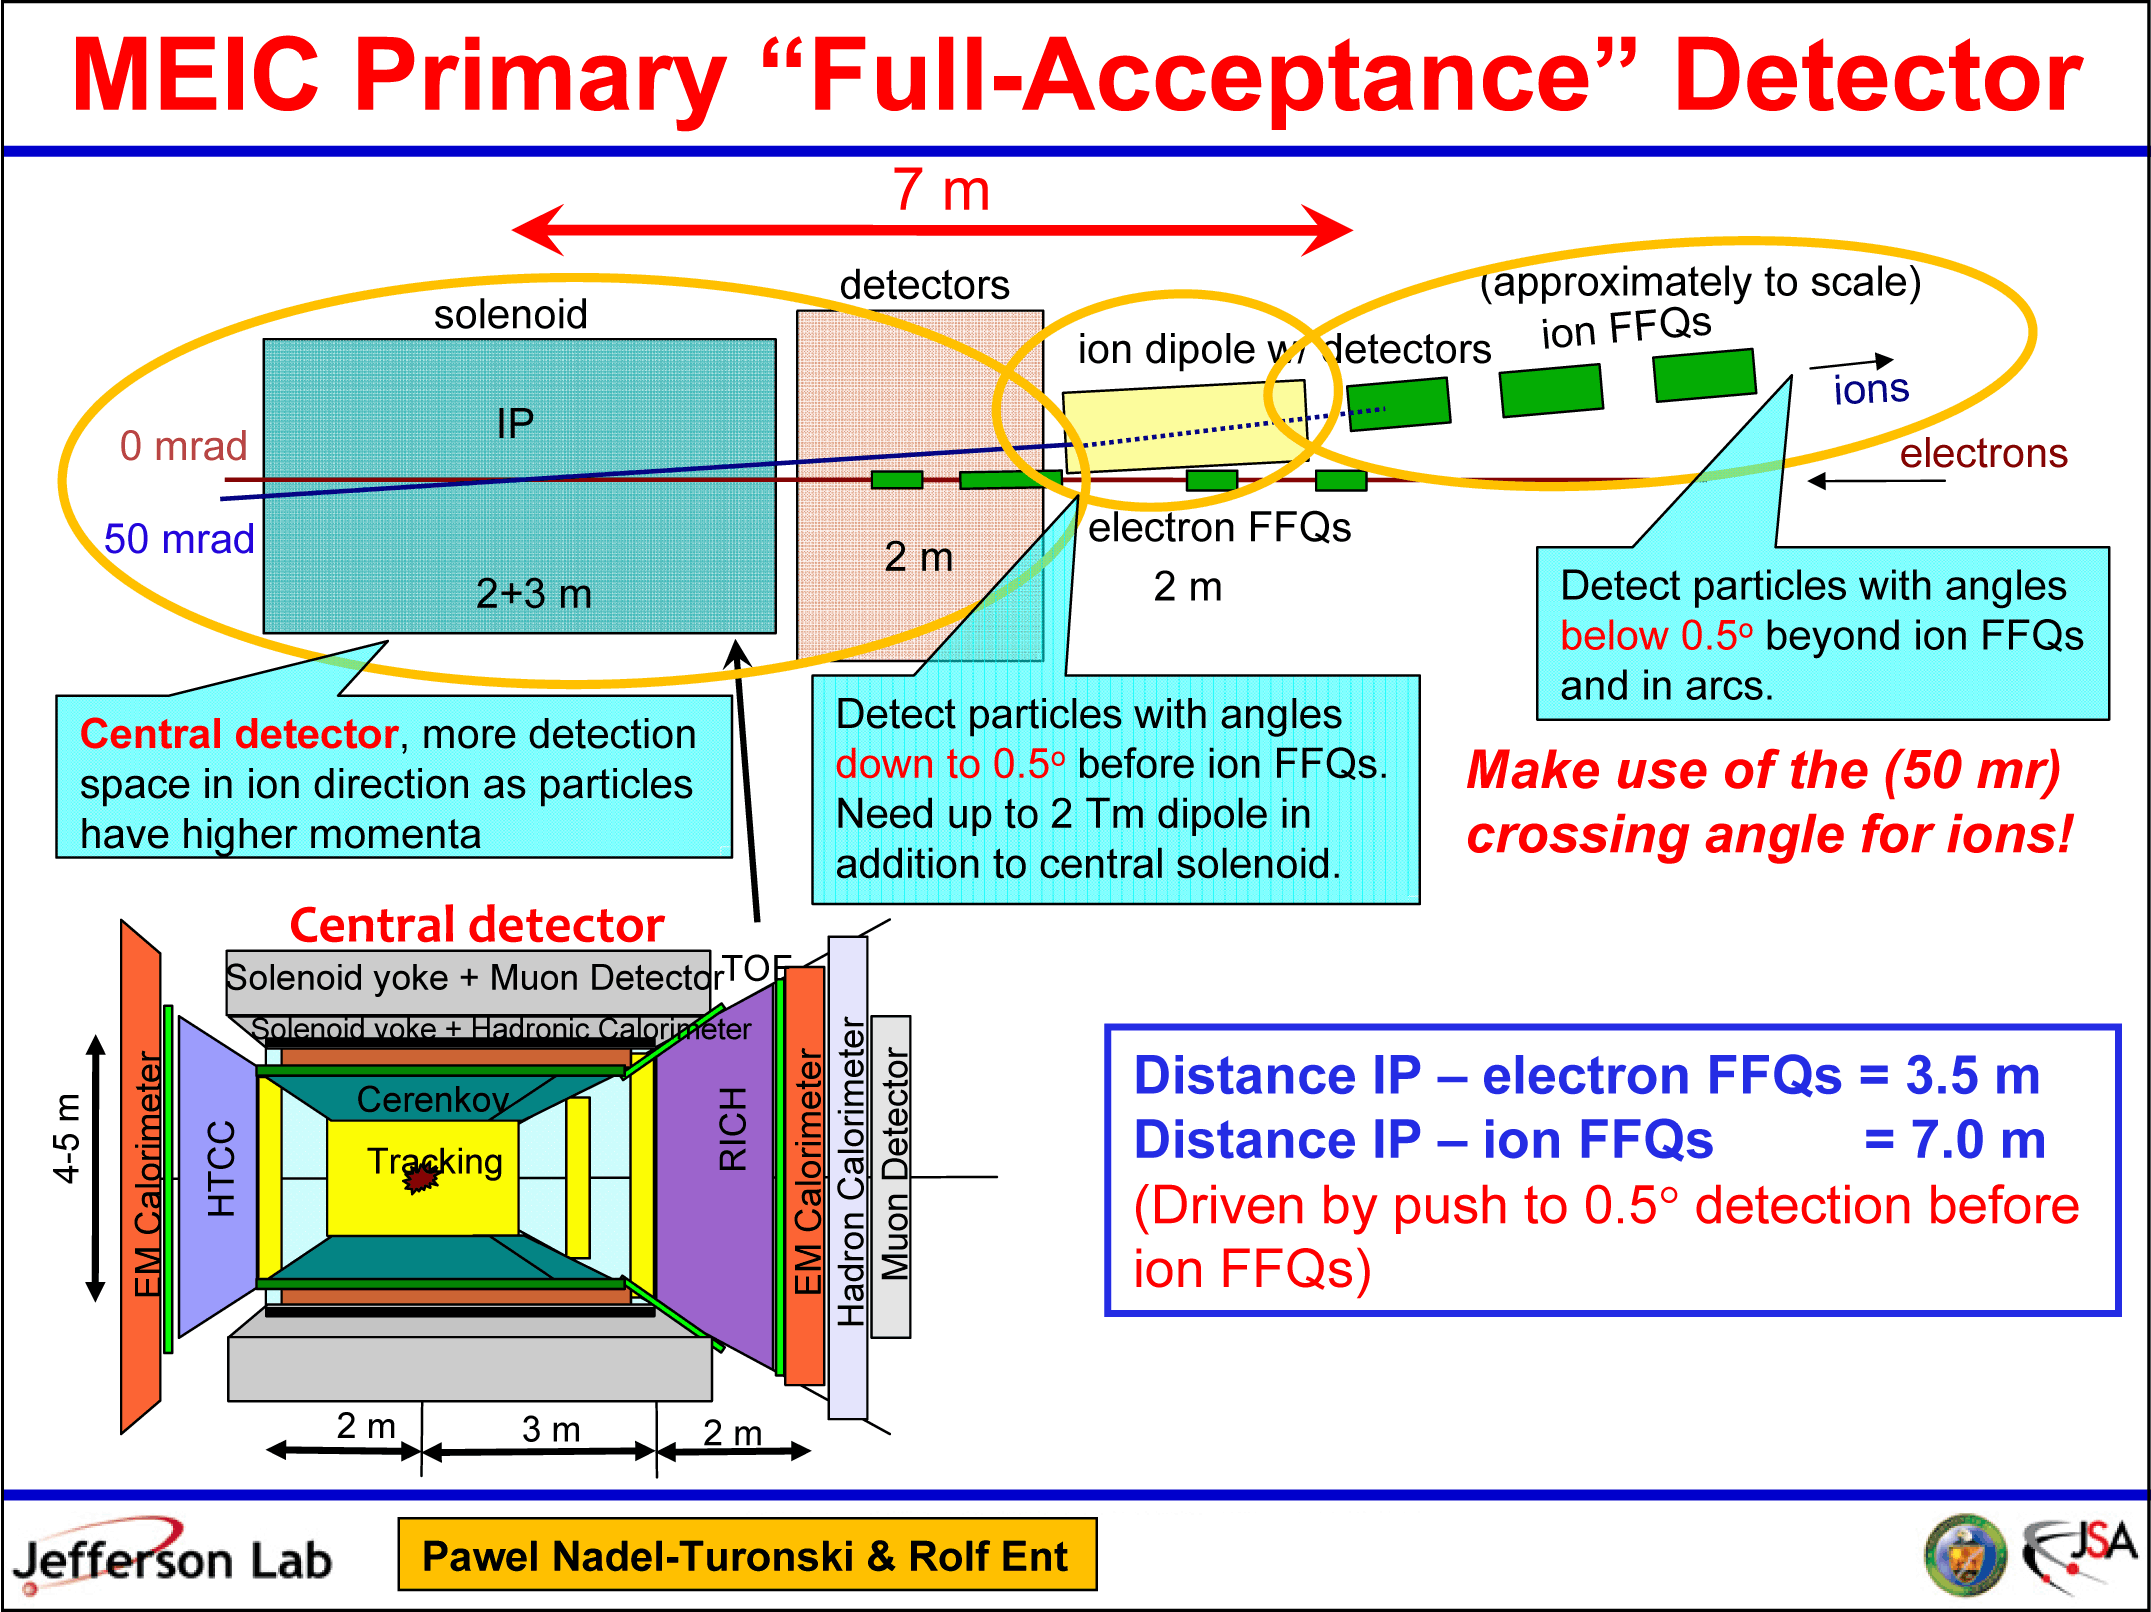 MEIC Primary “Full-Acceptance” Detector
7 m
detectors
(approximately to scale)
solenoid
ion FFQs
ion dipole w/ detectors
ions
IP
0 mrad
electrons
50 mrad
electron FFQs
2 m
2 m
2+3 m
Detect particles with angles
below 0.5º beyond ion FFQs
and in arcs.
Central detector, more detection
space in ion direction as particles
have higher momenta
Detect particles with angles
down to 0.5º before ion FFQs.
Need up to 2 Tm dipole in
addition to central solenoid.
Make use of the (50 mr)
crossing angle for ions!
Central detector
Solenoid yoke + Muon Detector
TOF
Solenoid yoke + Hadronic Calorimeter
Cerenkov
Tracking
4-5 m
EM Calorimeter
HTCC
RICH
EM Calorimeter
Hadron Calorimeter
Muon Detector
2 m
3 m
2 m
Distance IP – electron FFQs = 3.5 m
Distance IP – ion FFQs = 7.0 m
(Driven by push to 0.5° detection before
ion FFQs)
Jefferson Lab
Pawel Nadel-Turonski & Rolf Ent
JSA